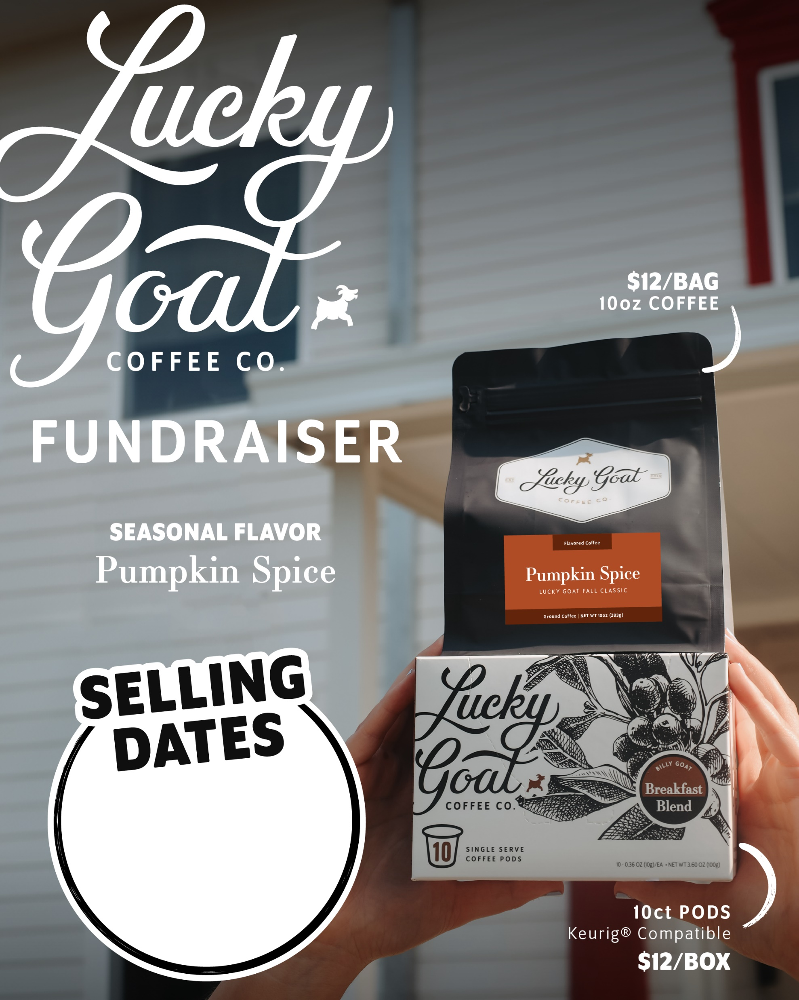 Lucky
Goat
COFFEE CO.
FUNDRAISER
SEASONAL FLAVOR
Pumpkin Spice
SELLING
DATES
$12/BAG
10oz COFFEE
Lucky Goat
COFFEE CO.
Flavored Coffee
Pumpkin Spice
LUCKY GOAT FALL CLASSIC
Ground Coffee | NET WT 10oz (283g)
Lucky
Goat
COFFEE CO.
BILLY GOAT
Breakfast
Blend
10
SINGLE SERVE
COFFEE PODS
10 - 0.36 OZ (10g)/EA • NET WT 3.60 OZ (100g)
10ct PODS
Keurig® Compatible
$12/BOX